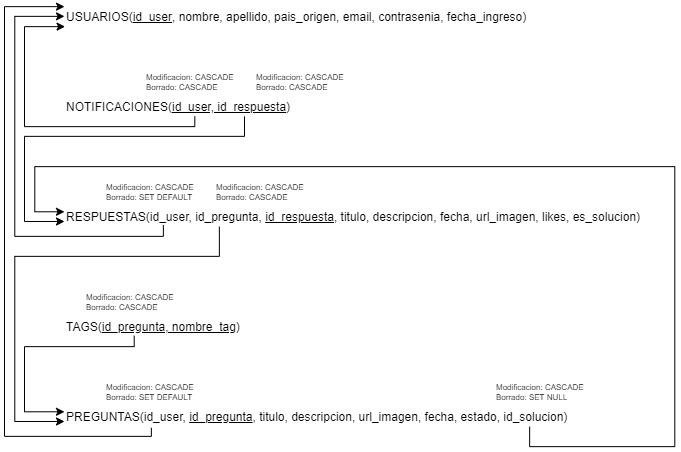 USUARIOS(id_user, nombre, apellido, pais_origen, email, contrasenia, fecha_ingreso)
Modificacion: CASCADE Modificacion: CASCADE
Borrado: CASCADE Borrado: CASCADE
NOTIFICACIONES(id_user, id_respuesta)
Modificacion: CASCADE Modificacion: CASCADE
Borrado: SET DEFAULT Borrado: CASCADE
RESPUESTAS(id_user, id_pregunta, id_respuesta, titulo, descripcion, fecha, url_imagen, likes, es_solucion)
Modificacion: CASCADE
Borrado: CASCADE
TAGS(id_pregunta, nombre_tag)
Modificacion: CASCADE Modificacion: CASCADE
Borrado: SET DEFAULT Borrado: SET NULL
PREGUNTAS(id_user, id_pregunta, titulo, descripcion, url_imagen, fecha, estado, id_solucion)